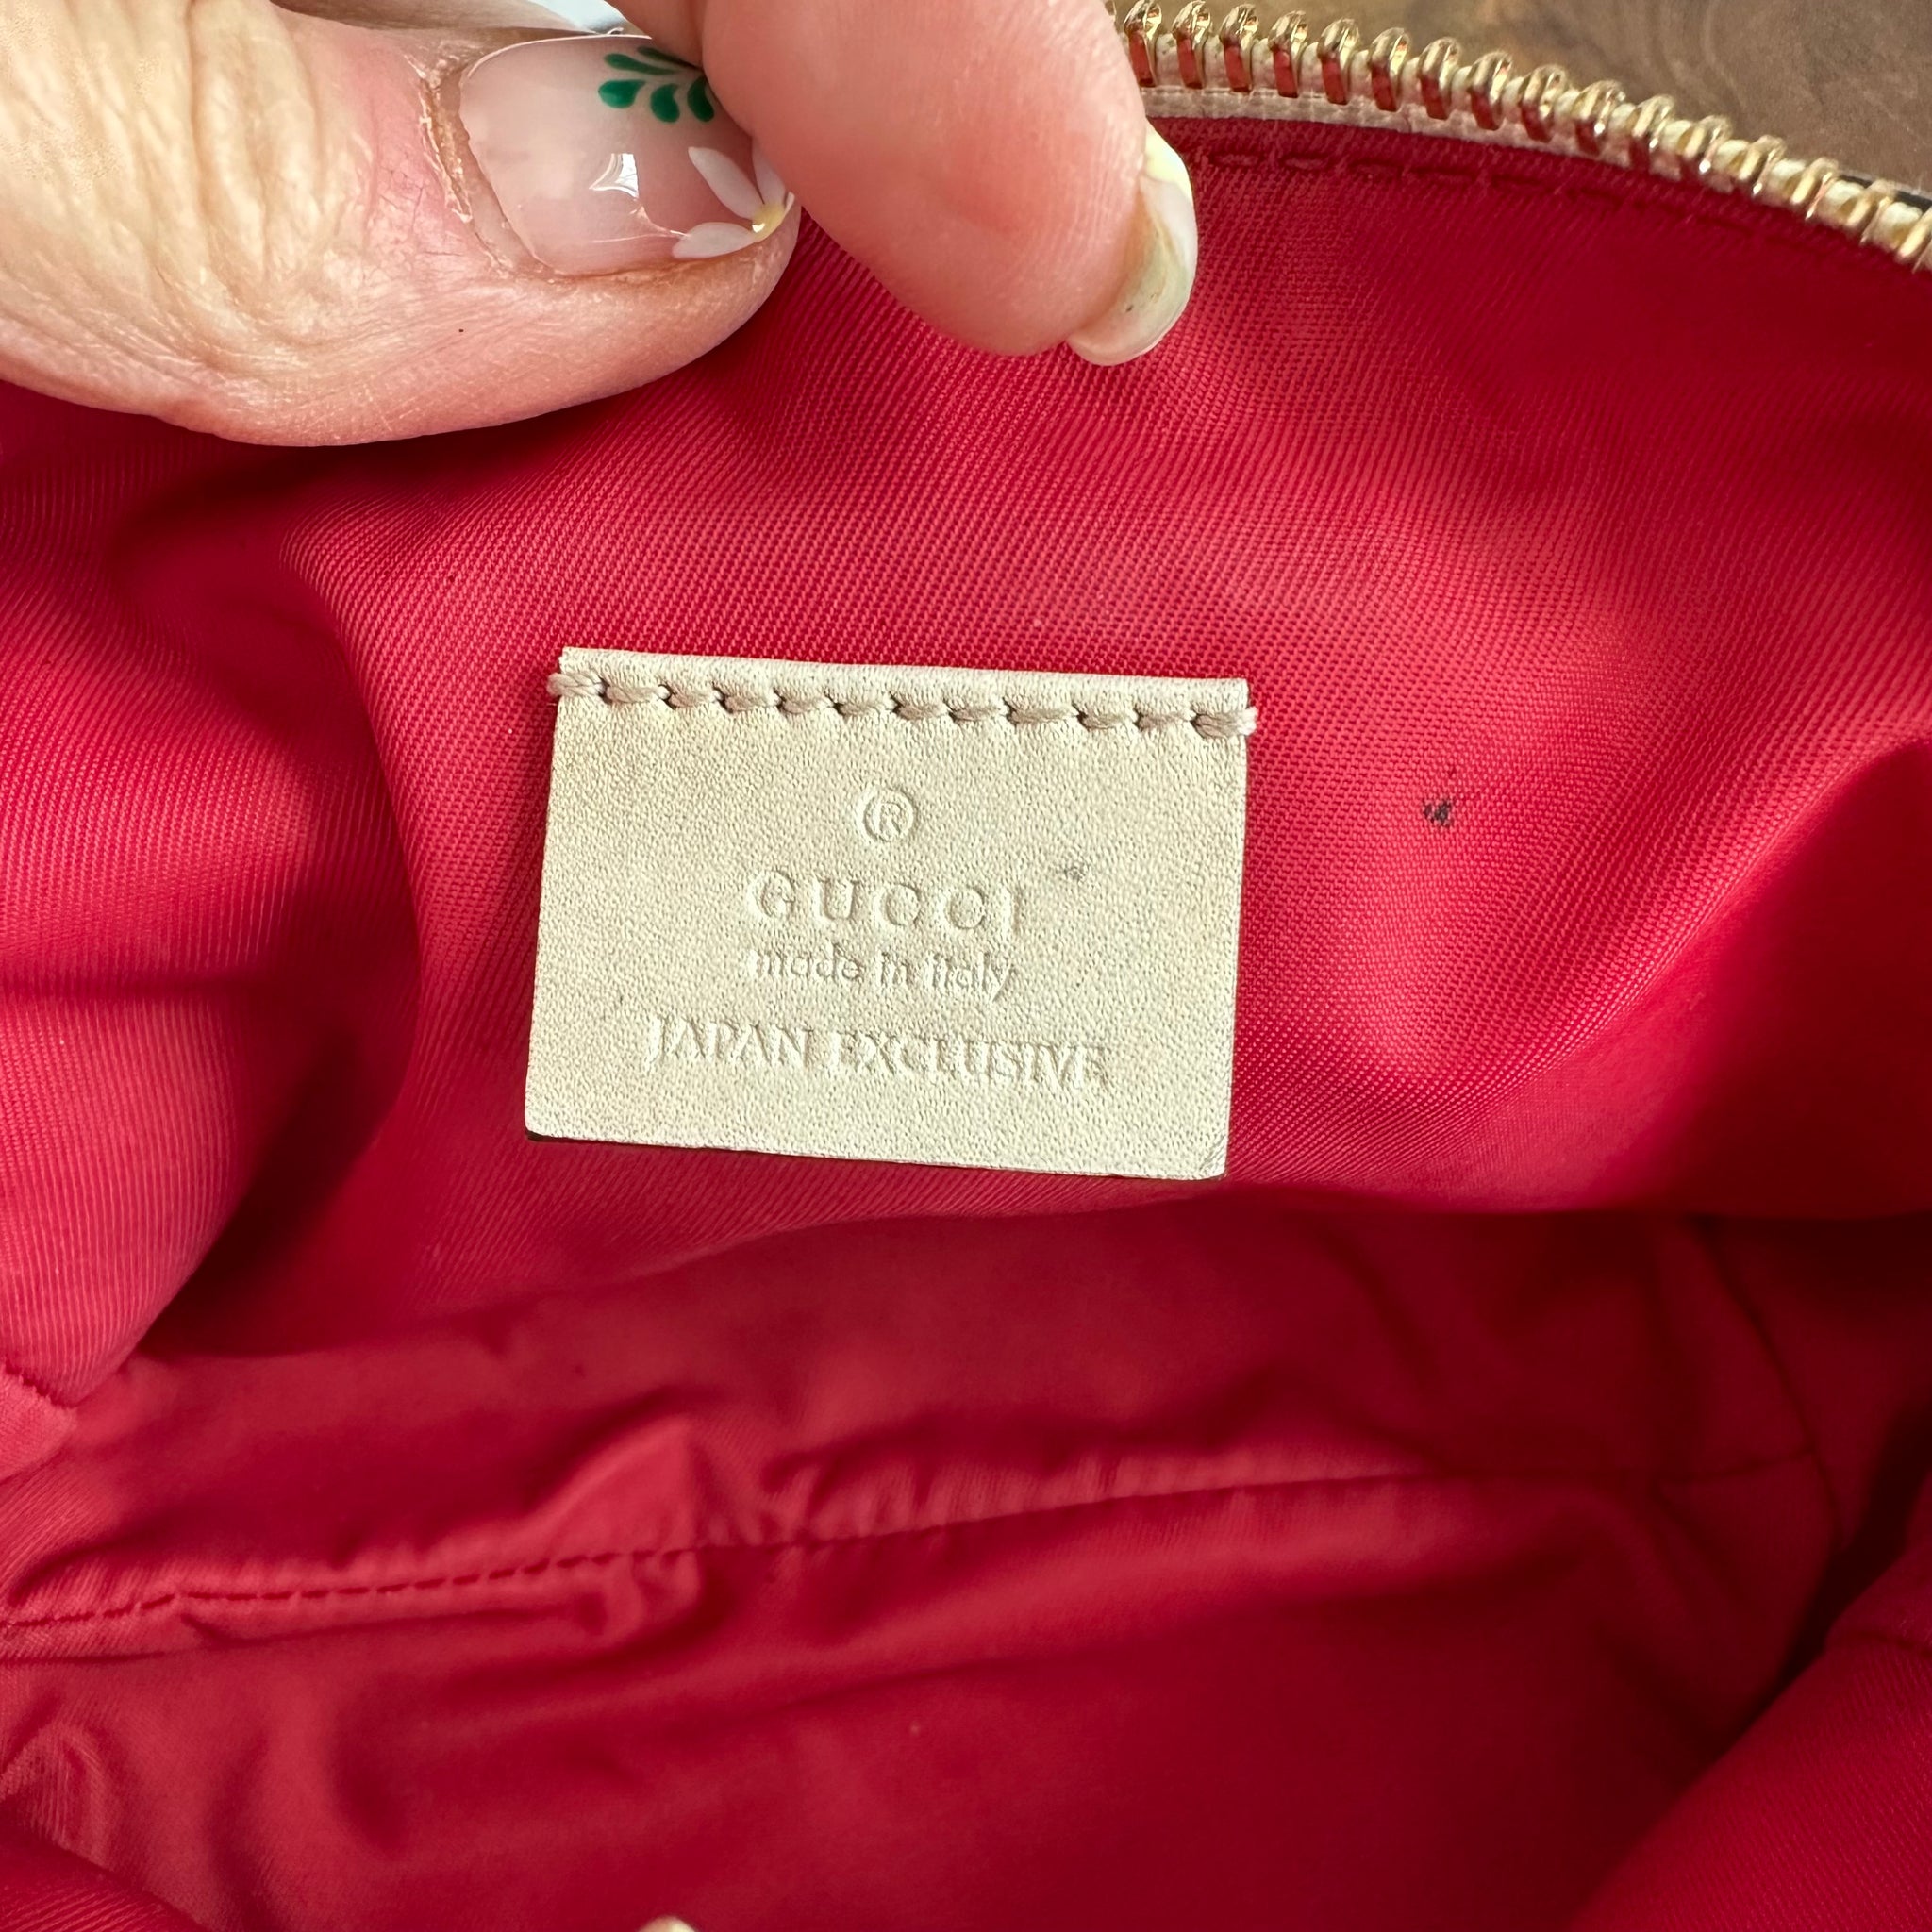 ®
GUCCI
made in italy
JAPAN EXCLUSIVE